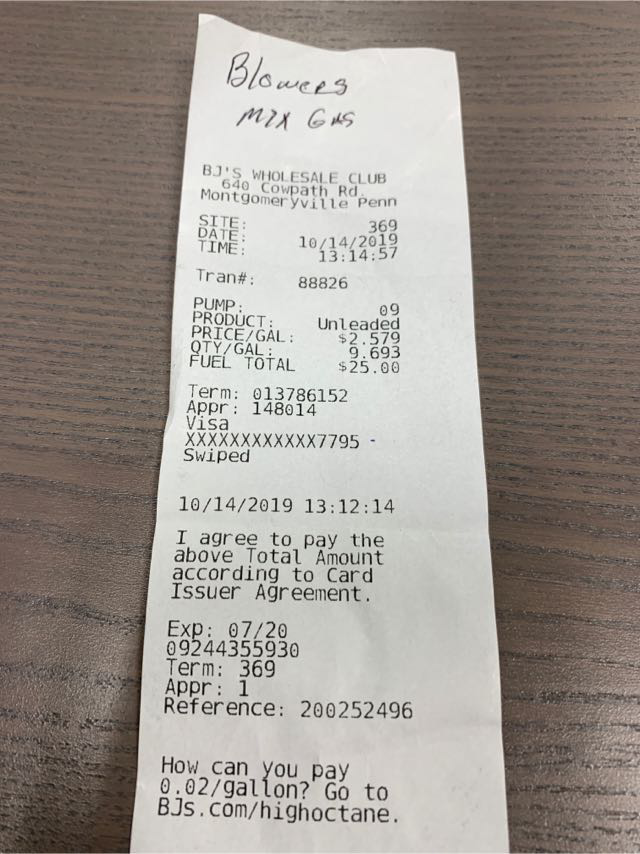 Blowers
MIX GAS
BJ'S WHOLESALE CLUB
640 Cowpath Rd.
Montgomeryville Penn
SITE: 369
DATE: 10/14/2019
TIME: 13:14:57
Tran#: 88826
PUMP: 09
PRODUCT: Unleaded
PRICE/GAL: $2.579
QTY/GAL: 9.693
FUEL TOTAL $25.00
Term: 013786152
Appr: 148014
Visa
XXXXXXXXXXXX7795
Swiped
10/14/2019 13:12:14
I agree to pay the
above Total Amount
according to Card
Issuer Agreement.
Exp: 07/20
09244355930
Term: 369
Appr: 1
Reference: 200252496
How can you pay
0.02/gallon? Go to
BJs.com/highoctane.